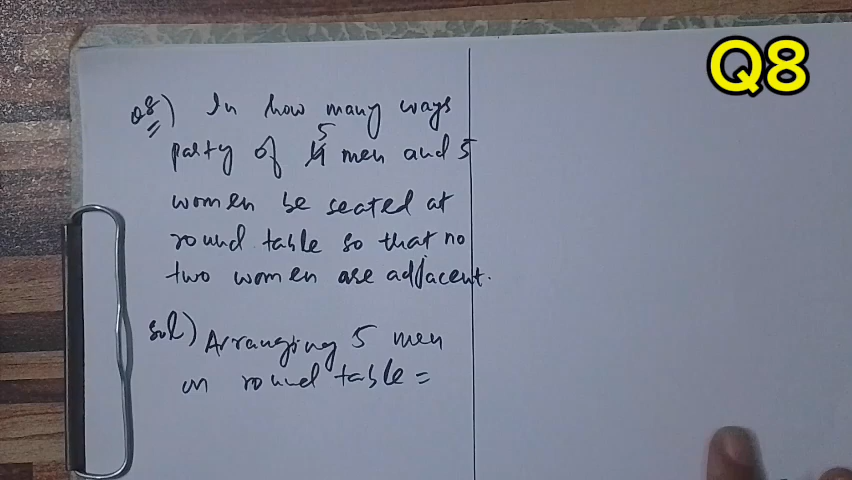 Q8
Q8) In how many ways
party of 5 men and 5
women be seated at
round table so that no
two women are adjacent.
Sol) Arranging 5 men
on round table =